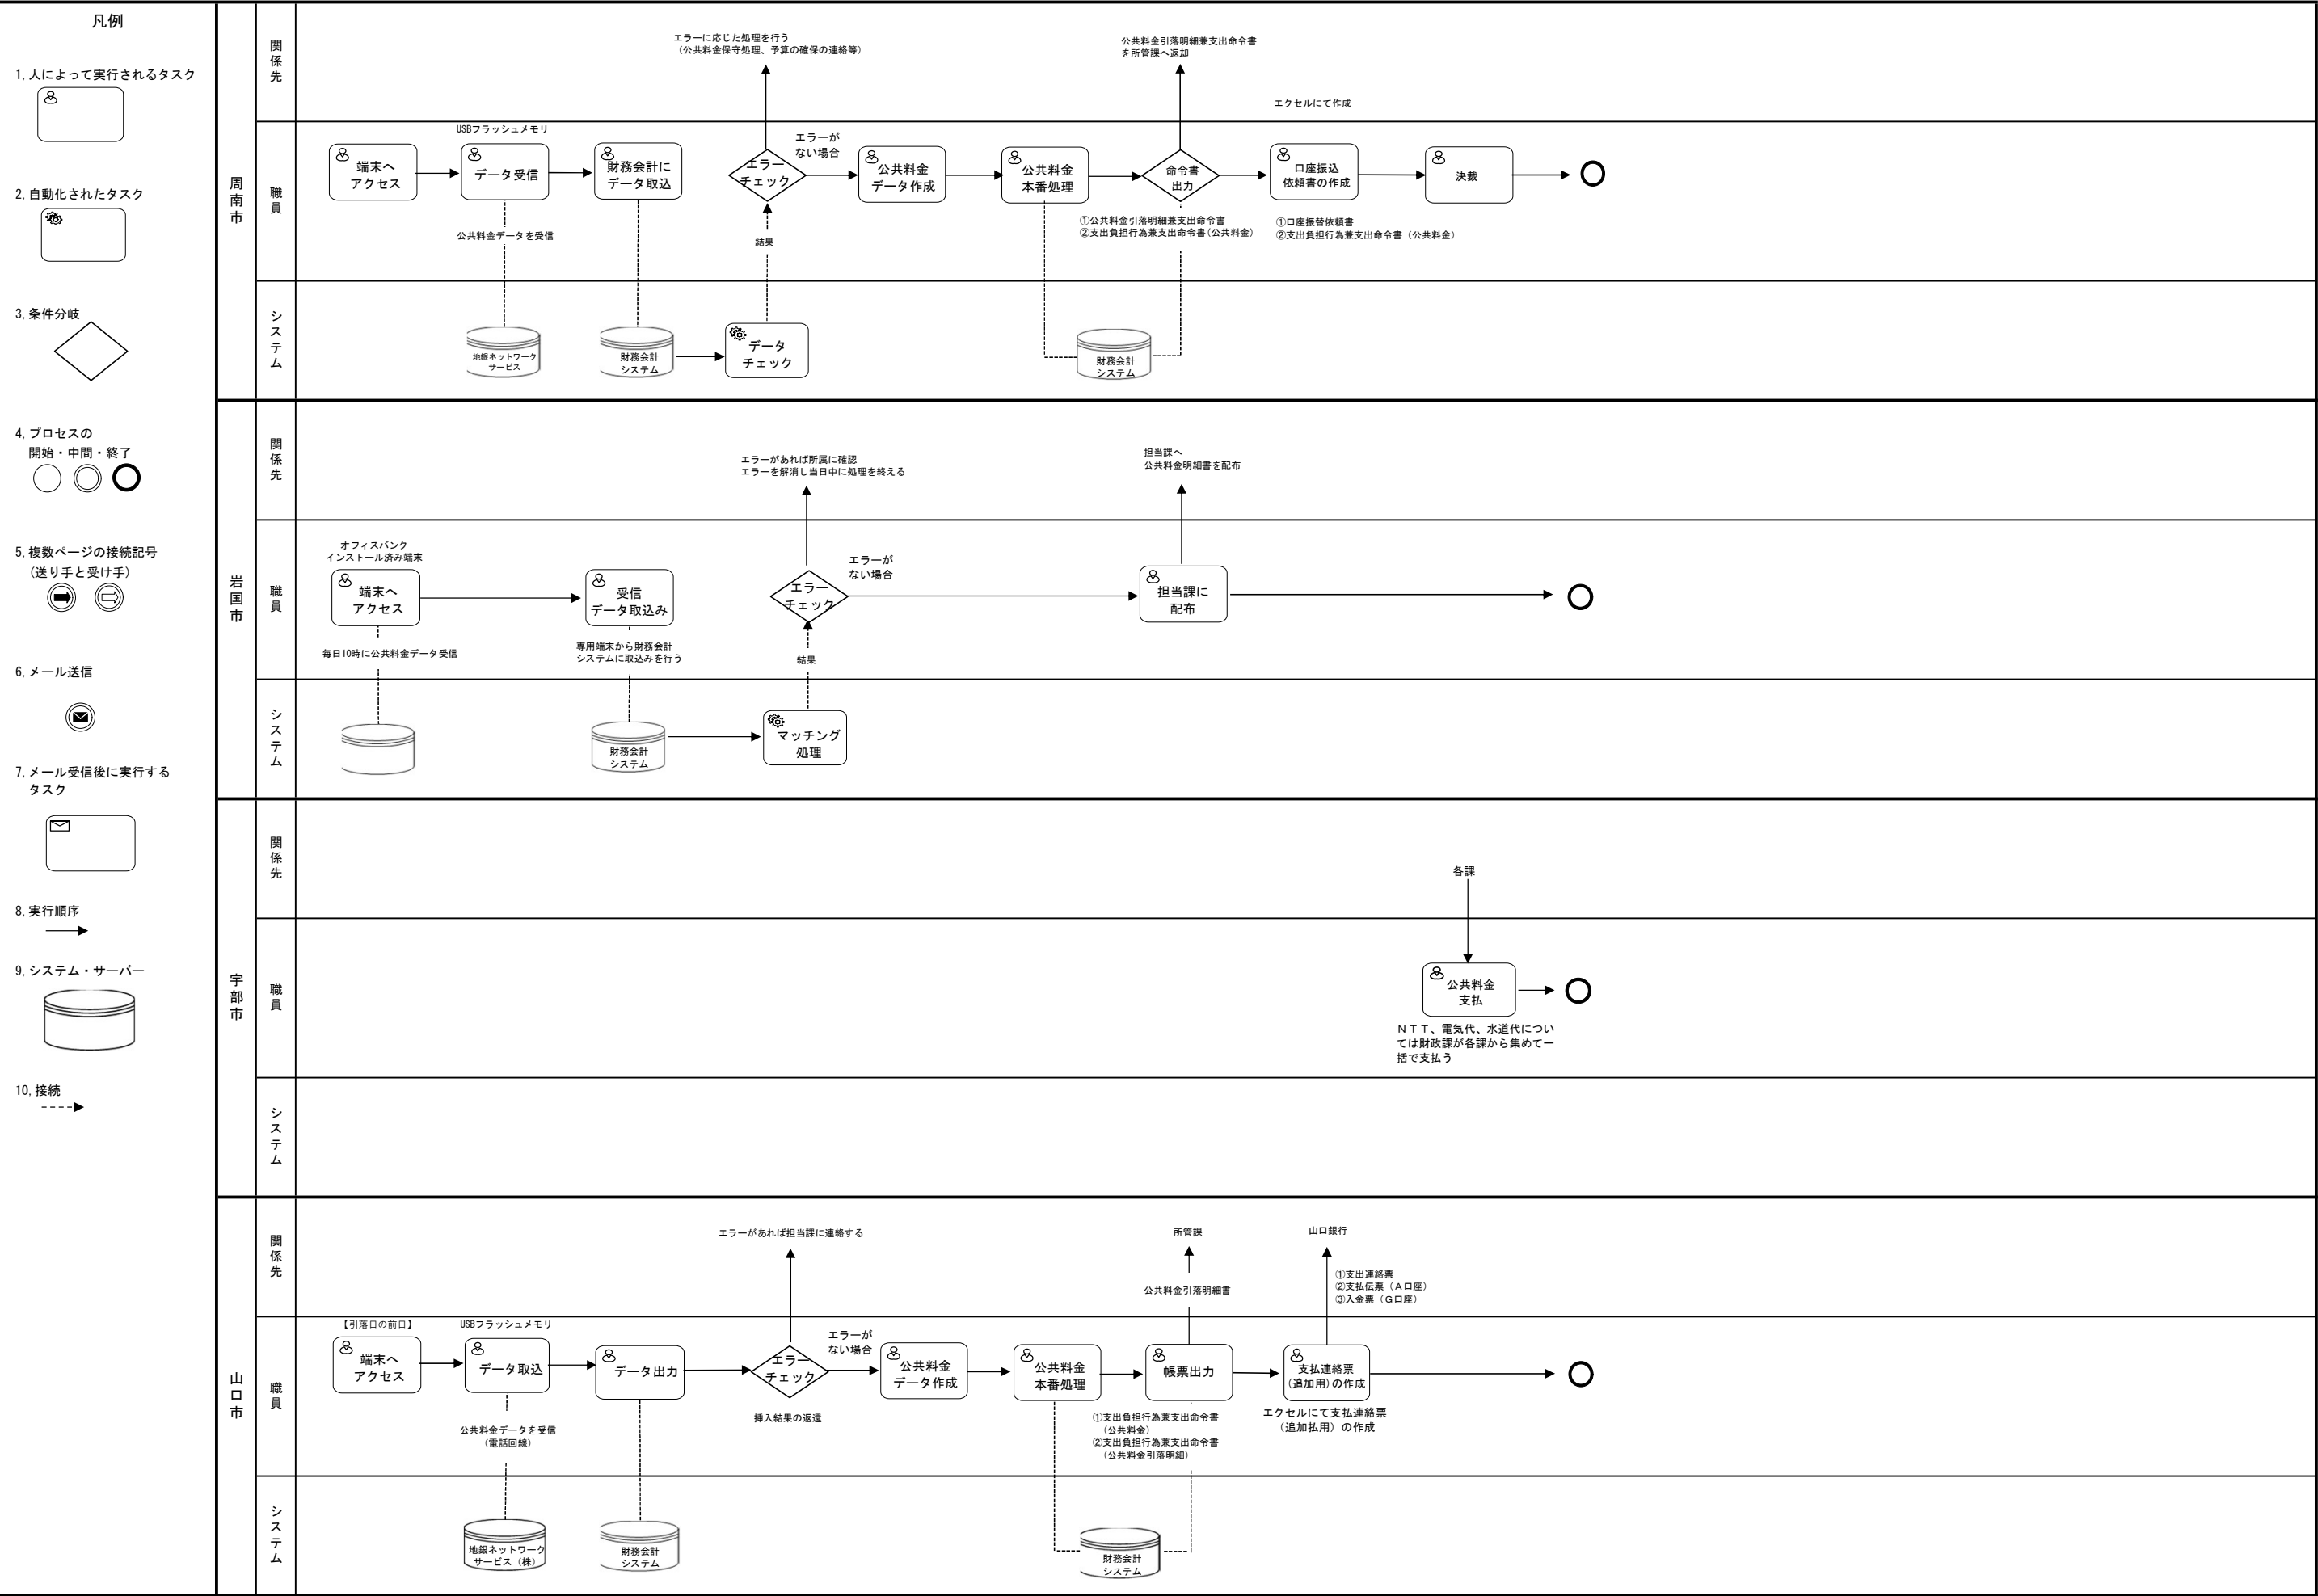 凡例
1,人によって実行されるタスク
2,自動化されたタスク
3,条件分岐
4,プロセスの
開始・中間・終了
5,複数ページの接続記号
(送り手と受け手)
6,メール送信
7,メール受信後に実行する
タスク
8,実行順序
9,システム・サーバー
10,接続
周南市
関係先
エラーに応じた処理を行う
(公共料金保守処理、予算の確保の連絡等)
公共料金引落明細兼支出命令書
を所管課へ返却
エクセルにて作成
職員
端末へ
アクセス
USBフラッシュメモリ
データ受信
公共料金データを受信
財務会計に
データ取込
エラー
チェック
結果
エラーが
ない場合
公共料金
データ作成
公共料金
本番処理
命令書
出力
①公共料金引落明細兼支出命令書
②支出負担行為兼支出命令書(公共料金)
口座振込
依頼書の作成
①口座振替依頼書
②支出負担行為兼支出命令書(公共料金)
決裁
システム
地銀ネットワーク
サービス
財務会計
システム
データ
チェック
財務会計
システム
岩国市
関係先
エラーがあれば所属に確認
エラーを解消し当日中に処理を終える
担当課へ
公共料金明細書を配布
職員
オフィスバンク
インストール済み端末
端末へ
アクセス
毎日10時に公共料金データ受信
受信
データ取込み
専用端末から財務会計
システムに取込みを行う
エラー
チェック
結果
エラーが
ない場合
担当課に
配布
システム
財務会計
システム
マッチング
処理
宇部市
関係先
各課
職員
公共料金
支払
NTT、電気代、水道代につい
ては財政課が各課から集めて一
括で支払う
システム
山口市
関係先
エラーがあれば担当課に連絡する
所管課
公共料金引落明細書
山口銀行
①支出連絡票
②支払伝票(A口座)
③入金票(G口座)
職員
【引落日の前日】
端末へ
アクセス
USBフラッシュメモリ
データ取込
公共料金データを受信
(電話回線)
データ出力
エラー
チェック
挿入結果の返還
エラーが
ない場合
公共料金
データ作成
公共料金
本番処理
帳票出力
①支出負担行為兼支出命令書
(公共料金)
②支出負担行為兼支出命令書
(公共料金引落明細)
支払連絡票
(追加用)の作成
エクセルにて支払連絡票
(追加払用)の作成
システム
地銀ネットワーク
サービス(株)
財務会計
システム
財務会計
システム